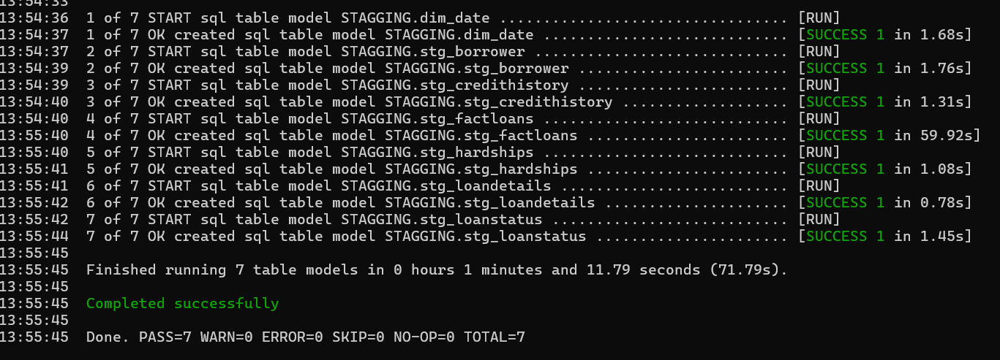 13:54:33
13:54:36  1 of 7 START sql table model STAGGING.dim_date ................................. [RUN]
13:54:37  1 of 7 OK created sql table model STAGGING.dim_date ............................ [SUCCESS 1 in 1.68s]
13:54:37  2 of 7 START sql table model STAGGING.stg_borrower ............................. [RUN]
13:54:39  2 of 7 OK created sql table model STAGGING.stg_borrower ........................ [SUCCESS 1 in 1.76s]
13:54:39  3 of 7 START sql table model STAGGING.stg_credithistory ........................ [RUN]
13:54:40  3 of 7 OK created sql table model STAGGING.stg_credithistory ................... [SUCCESS 1 in 1.31s]
13:54:40  4 of 7 START sql table model STAGGING.stg_factloans ............................ [RUN]
13:55:40  4 of 7 OK created sql table model STAGGING.stg_factloans ....................... [SUCCESS 1 in 59.92s]
13:55:40  5 of 7 START sql table model STAGGING.stg_hardships ............................ [RUN]
13:55:41  5 of 7 OK created sql table model STAGGING.stg_hardships ....................... [SUCCESS 1 in 1.08s]
13:55:41  6 of 7 START sql table model STAGGING.stg_loandetails .......................... [RUN]
13:55:42  6 of 7 OK created sql table model STAGGING.stg_loandetails ..................... [SUCCESS 1 in 0.78s]
13:55:42  7 of 7 START sql table model STAGGING.stg_loanstatus ........................... [RUN]
13:55:44  7 of 7 OK created sql table model STAGGING.stg_loanstatus ...................... [SUCCESS 1 in 1.45s]
13:55:45
13:55:45  Finished running 7 table models in 0 hours 1 minutes and 11.79 seconds (71.79s).
13:55:45
13:55:45  Completed successfully
13:55:45
13:55:45  Done. PASS=7 WARN=0 ERROR=0 SKIP=0 NO-OP=0 TOTAL=7